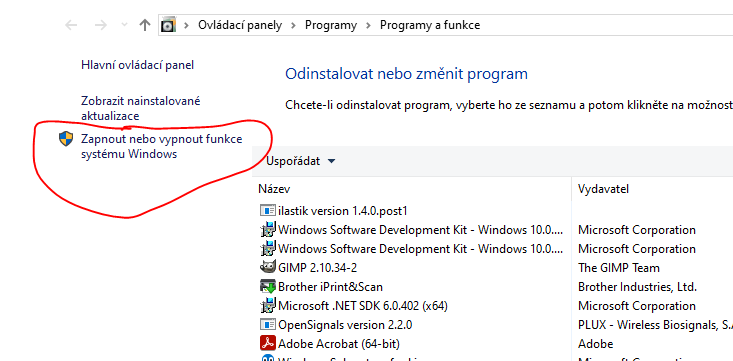 Ovládací panely > Programy > Programy a funkce
Hlavní ovládací panel
Zobrazit nainstalované
aktualizace
Zapnout nebo vypnout funkce
systému Windows
Odinstalovat nebo změnit program
Chcete-li odinstalovat program, vyberte ho ze seznamu a potom klikněte na možnost
Uspořádat
Název Vydavatel
ilastik version 1.4.0.post1
Windows Software Development Kit - Windows 10.0.... Microsoft Corporation
Windows Software Development Kit - Windows 10.0.... Microsoft Corporation
GIMP 2.10.34-2 The GIMP Team
Brother iPrint&Scan Brother Industries, Ltd.
Microsoft .NET SDK 6.0.402 (x64) Microsoft Corporation
OpenSignals version 2.2.0 PLUX - Wireless Biosignals, S.A
Adobe Acrobat (64-bit) Adobe